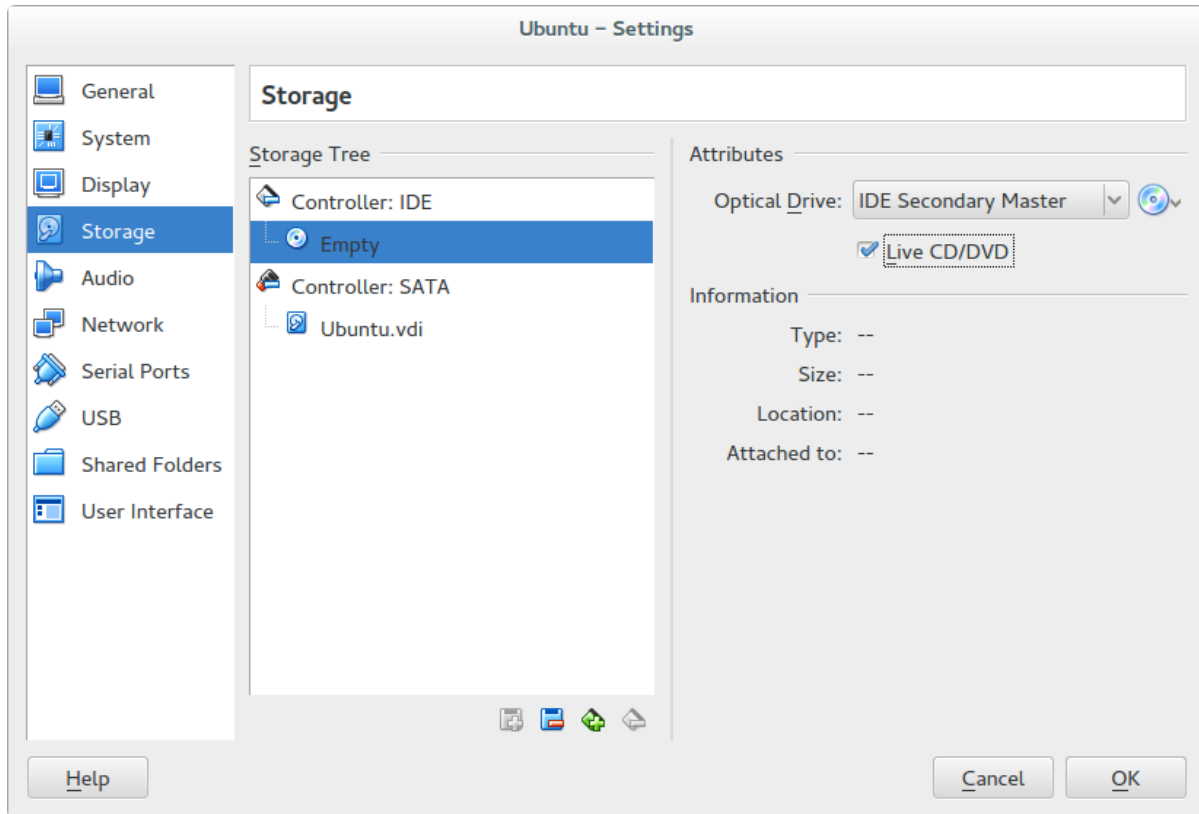 Ubuntu – Settings
General
System
Display
Storage
Audio
Network
Serial Ports
USB
Shared Folders
User Interface
Storage
Storage Tree
Controller: IDE
Empty
Controller: SATA
Ubuntu.vdi
Attributes
Optical Drive: IDE Secondary Master
Live CD/DVD
Information
Type: --
Size: --
Location: --
Attached to: --
Help
Cancel
OK